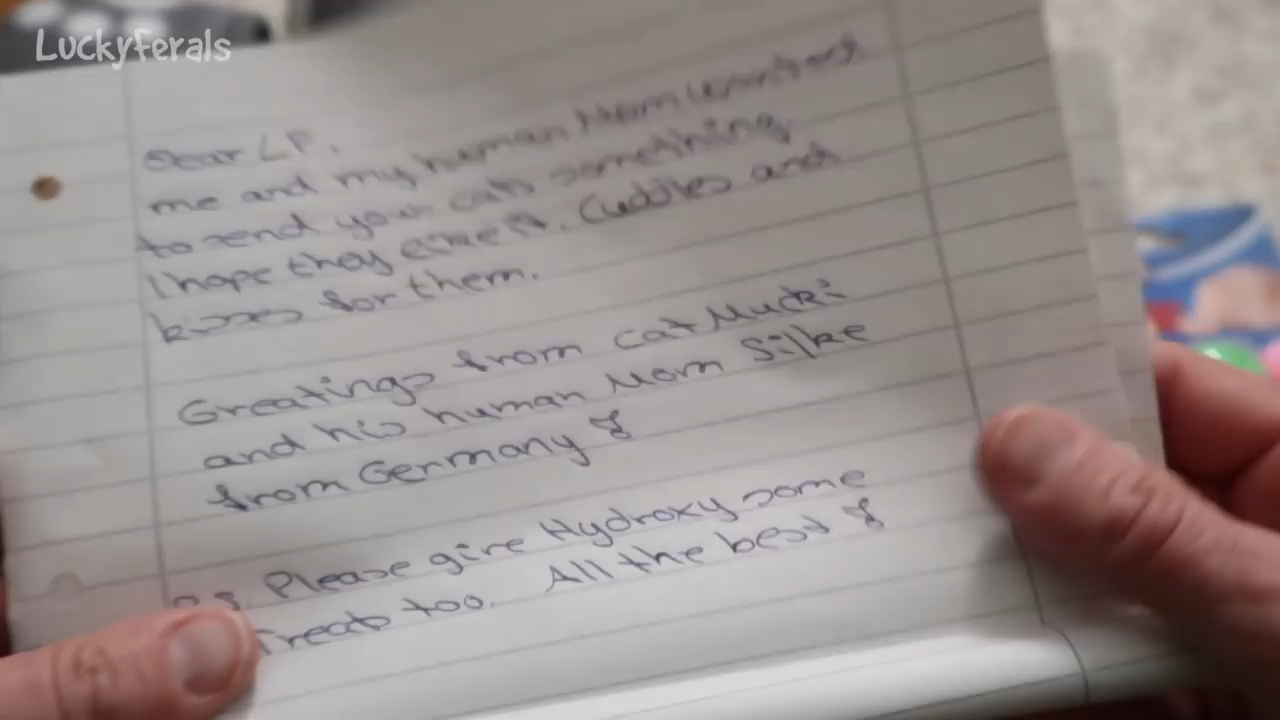 Luckyferals
Dear LP,
me and my human Mom wanted
to send your cats something.
I hope they like it. Cuddles and
kisses for them.
Greatings from cat Mucki
and his human Mom Silke
from Germany
P.S. Please give Hydroxy some
Treats too. All the best